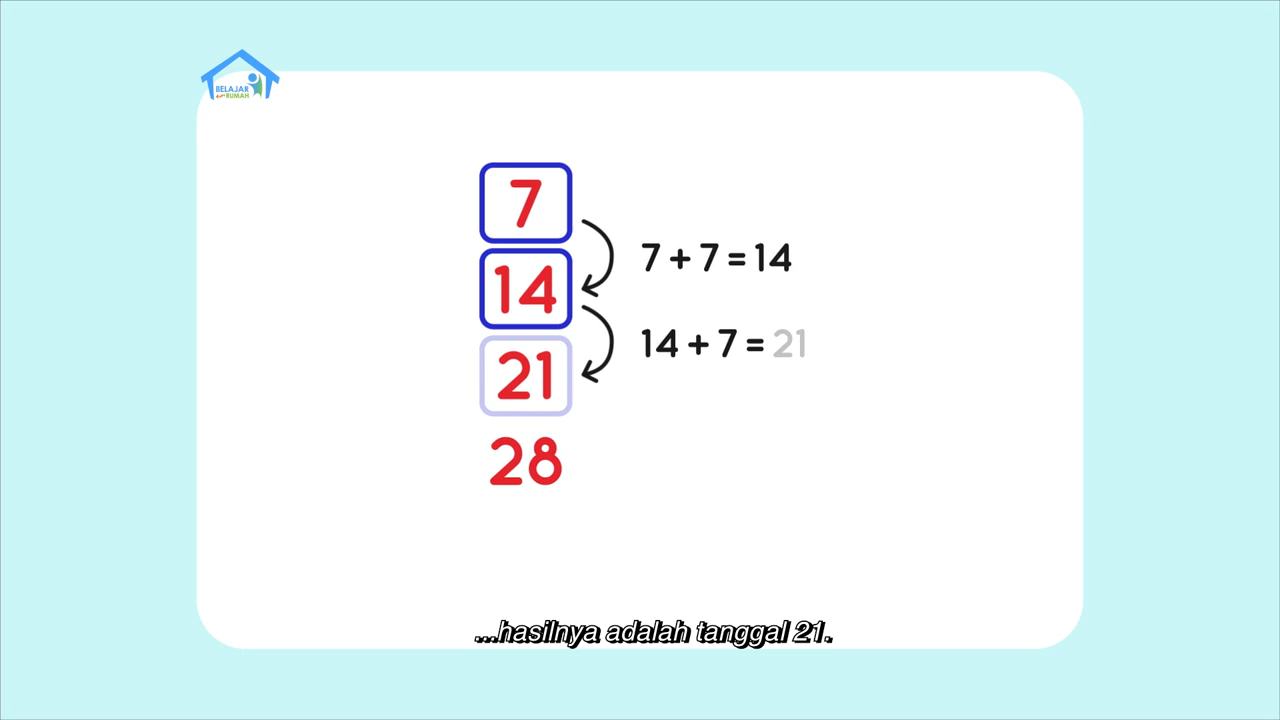 BELAJAR
dari RUMAH
7
7 + 7 = 14
14
14 + 7 = 21
21
28
...hasilnya adalah tanggal 21.